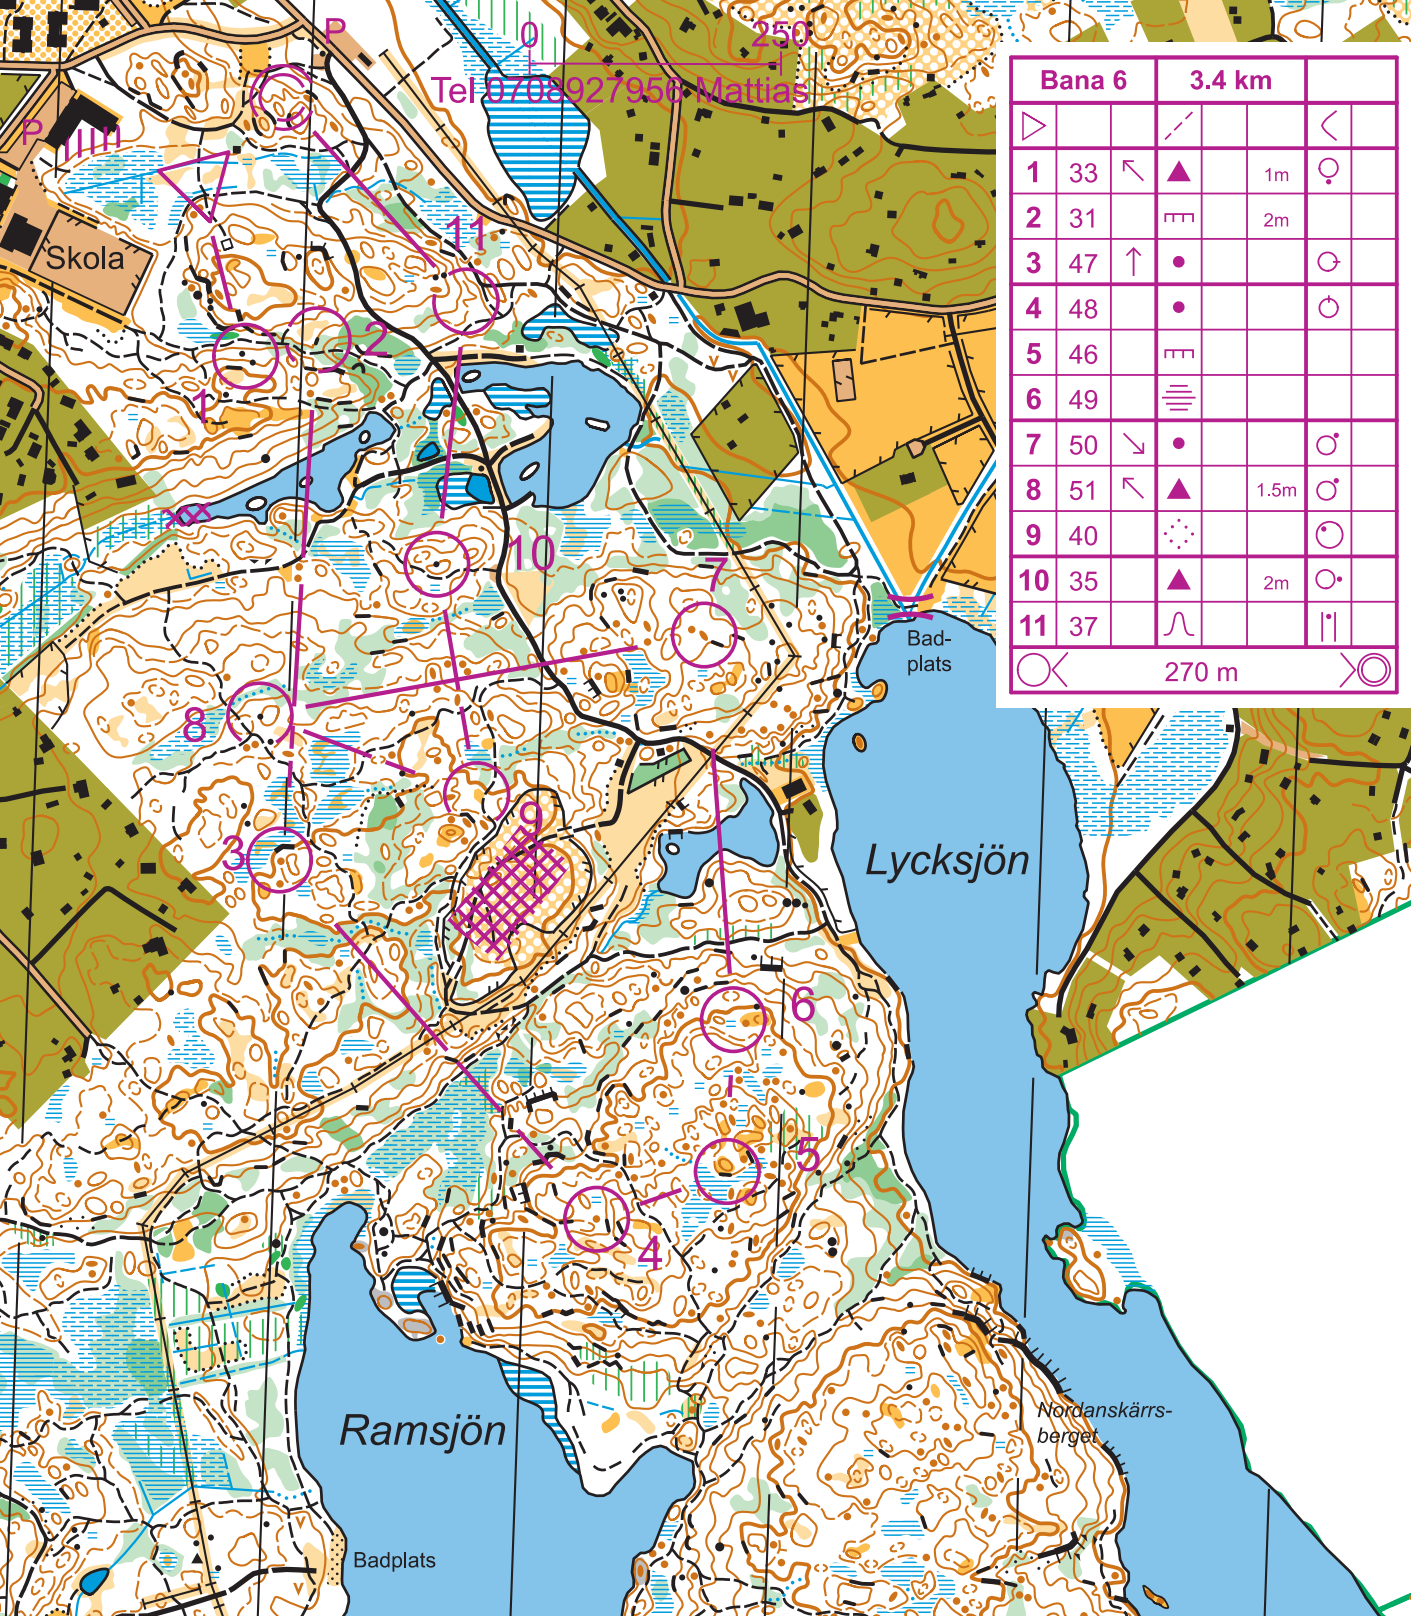 P
0 250
Tel 0708927956 Mattias
P
Skola
Bana 6 3.4 km
1 33 1m
2 31 2m
3 47
4 48
5 46
6 49
7 50
8 51 1.5m
9 40
10 35 2m
11 37
270 m
11
2
1
10
7
Bad-
plats
8
9
3
Lycksjön
6
5
4
Ramsjön
Nordanskärrs-
berget
Badplats